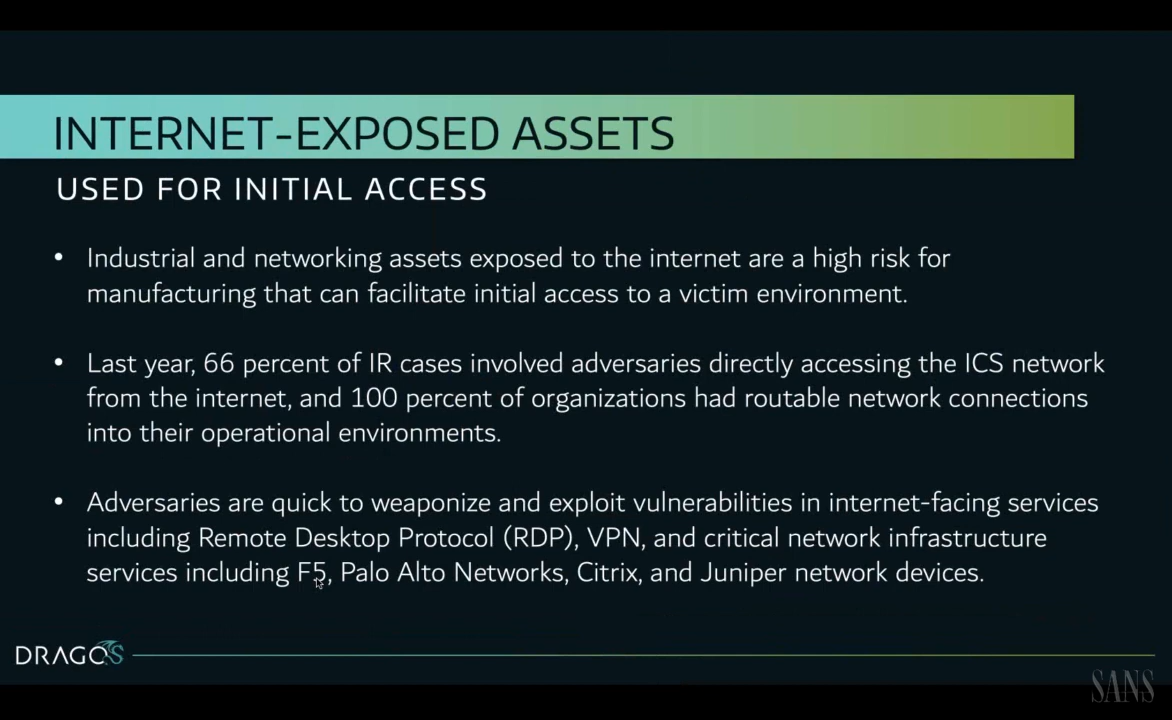 INTERNET-EXPOSED ASSETS
USED FOR INITIAL ACCESS
• Industrial and networking assets exposed to the internet are a high risk for
manufacturing that can facilitate initial access to a victim environment.
• Last year, 66 percent of IR cases involved adversaries directly accessing the ICS network
from the internet, and 100 percent of organizations had routable network connections
into their operational environments.
• Adversaries are quick to weaponize and exploit vulnerabilities in internet-facing services
including Remote Desktop Protocol (RDP), VPN, and critical network infrastructure
services including F5, Palo Alto Networks, Citrix, and Juniper network devices.
DRAGOS
SANS